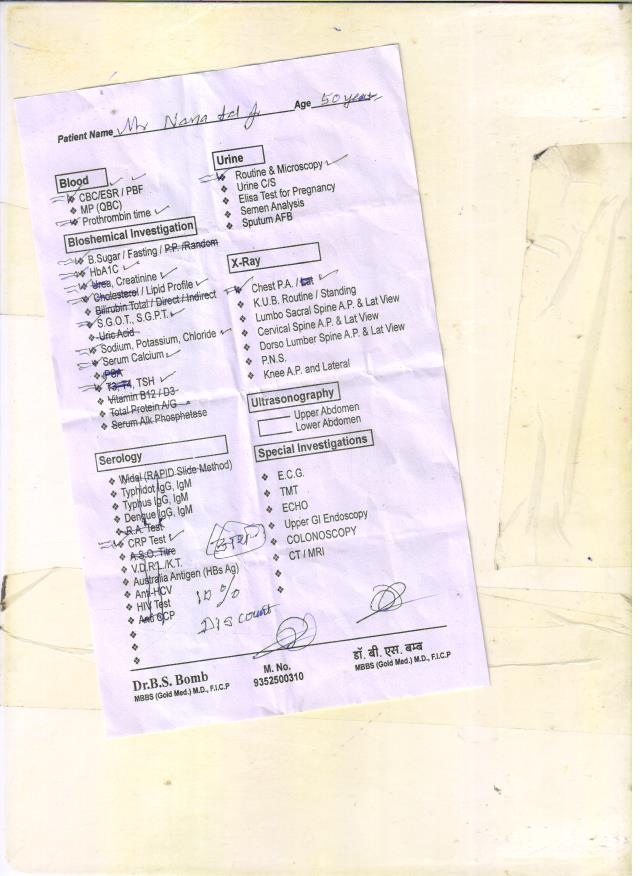 Patient Name Mr Nana Age 50 years
Blood
CBC/ESR / PBF
MP (QBC)
Prothrombin time
Bioshemical Investigation
B.Sugar / Fasting / P.P. /Random
HbA1C
Urea, Creatinine
Cholesterol / Lipid Profile
Bilirubin Total / Direct / Indirect
S.G.O.T., S.G.P.T.
Uric Acid
Sodium, Potassium, Chloride
Serum Calcium
PSA
T3, T4, TSH
Vitamin B12 / D3
Total Protein A/G
Serum Alk Phosphetase
Serology
Widal (RAPID Slide Method)
Typhidot IgG, IgM
Typhus IgG, IgM
Dengue IgG, IgM
R.A. Test
CRP Test
A.S.O. Titre
V.D.R.L./K.T.
Australia Antigen (HBs Ag)
Anti-HCV
HIV Test
Anti CCP
10%
Discount
Urine
Routine & Microscopy
Urine C/S
Elisa Test for Pregnancy
Semen Analysis
Sputum AFB
X-Ray
Chest P.A. / Lat
K.U.B. Routine / Standing
Lumbo Sacral Spine A.P. & Lat View
Cervical Spine A.P. & Lat View
Dorso Lumber Spine A.P. & Lat View
P.N.S.
Knee A.P. and Lateral
Ultrasonography
Upper Abdomen
Lower Abdomen
Special Investigations
E.C.G.
TMT
ECHO
Upper GI Endoscopy
COLONOSCOPY
CT / MRI
Dr.B.S. Bomb
MBBS (Gold Med.) M.D., F.I.C.P
M. No.
9352500310
डॉ. बी. एस. बम्ब
MBBS (Gold Med.) M.D., F.I.C.P